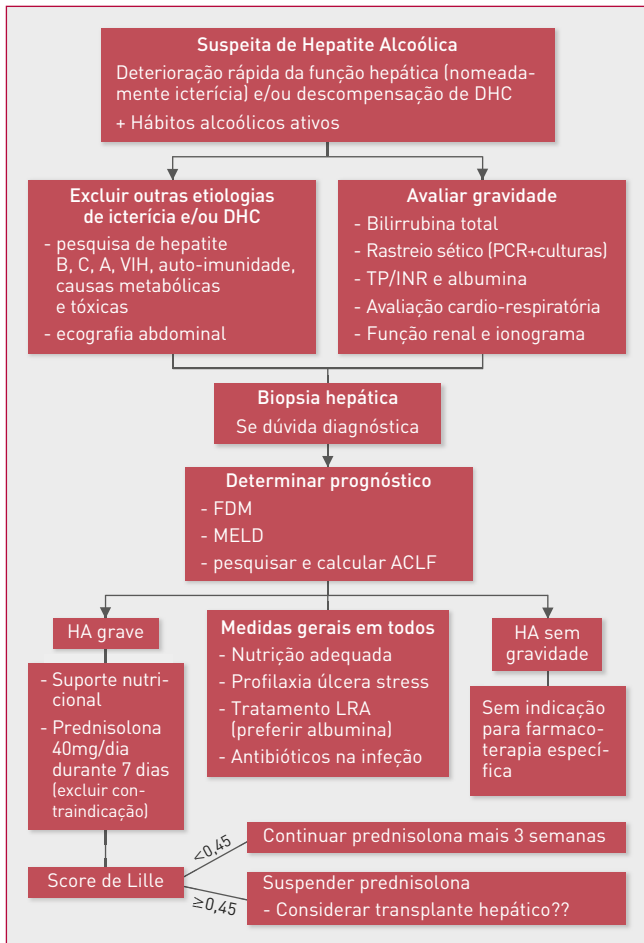 Suspeita de Hepatite Alcoólica
Deterioração rápida da função hepática (nomeada-
mente icterícia) e/ou descompensação de DHC
+ Hábitos alcoólicos ativos
Excluir outras etiologias
de icterícia e/ou DHC
- pesquisa de hepatite
B, C, A, VIH, auto-imunidade,
causas metabólicas
e tóxicas
- ecografia abdominal
Avaliar gravidade
- Bilirrubina total
- Rastreio sético (PCR+culturas)
- TP/INR e albumina
- Avaliação cardio-respiratória
- Função renal e ionograma
Biopsia hepática
Se dúvida diagnóstica
Determinar prognóstico
- FDM
- MELD
- pesquisar e calcular ACLF
HA grave
- Suporte nutri-
cional
- Prednisolona
40mg/dia
durante 7 dias
(excluir con-
traindicação)
Medidas gerais em todos
- Nutrição adequada
- Profilaxia úlcera stress
- Tratamento LRA
(preferir albumina)
- Antibióticos na infeção
HA sem
gravidade
Sem indicação
para farmaco-
terapia especí-
fica
Score de Lille
<0,45
Continuar prednisolona mais 3 semanas
≥0,45
Suspender prednisolona
- Considerar transplante hepático??